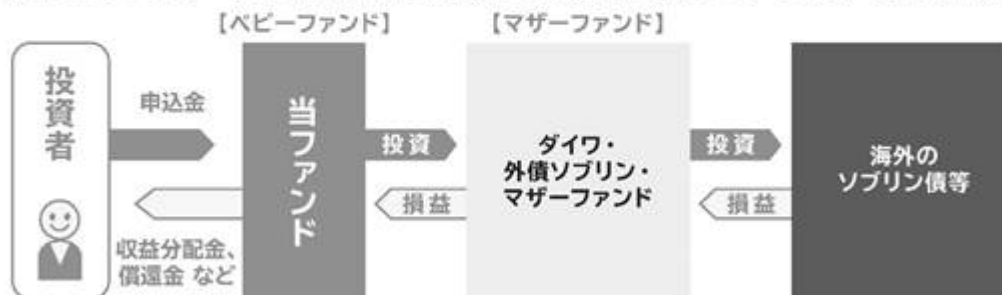 【ベビーファンド】
【マザーファンド】
投資者
申込金
収益分配金、
償還金 など
当ファンド
投資
損益
ダイワ・
外債ソブリン・
マザーファンド
投資
損益
海外の
ソブリン債等